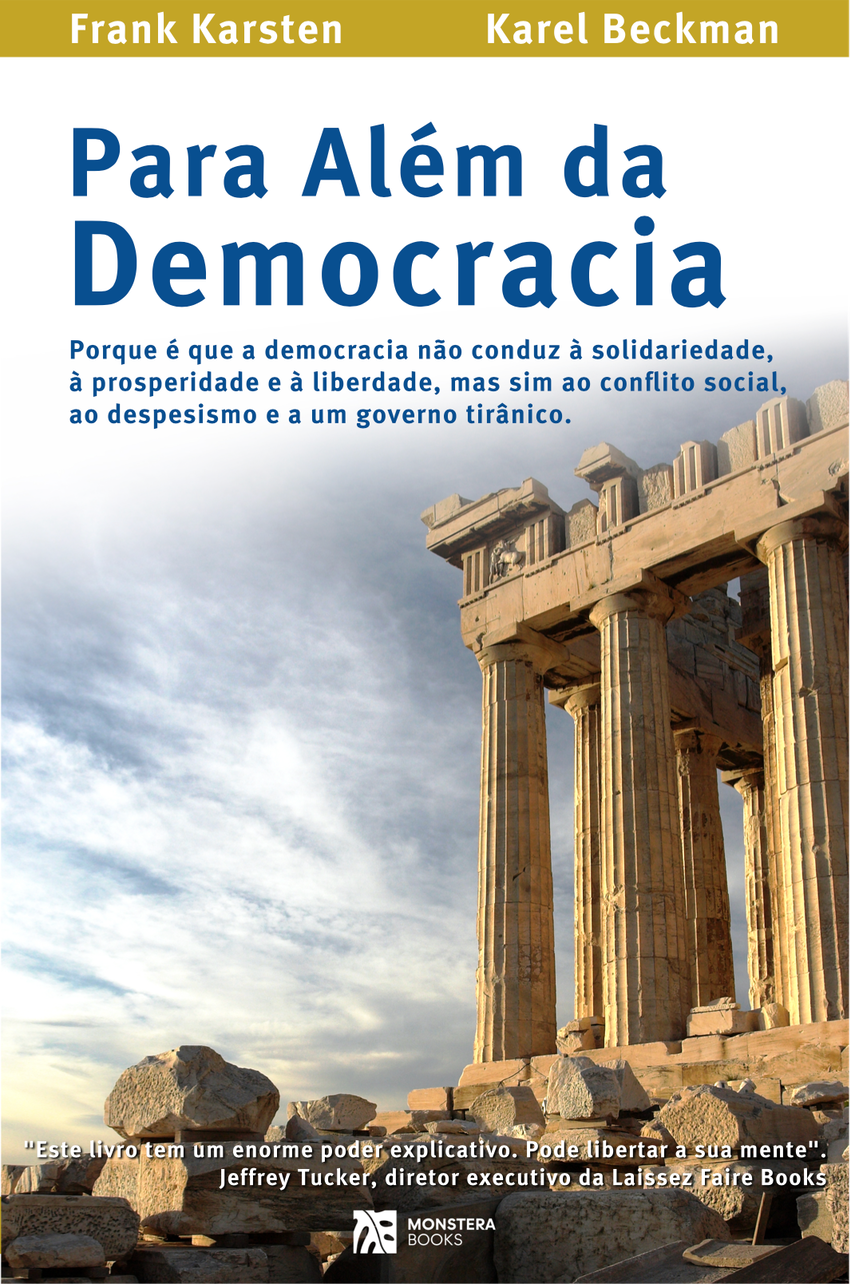 Frank Karsten Karel Beckman
Para Além da
Democracia
Porque é que a democracia não conduz à solidariedade,
à prosperidade e à liberdade, mas sim ao conflito social,
ao despesismo e a um governo tirânico.
"Este livro tem um enorme poder explicativo. Pode libertar a sua mente".
Jeffrey Tucker, diretor executivo da Laissez Faire Books
MONSTERA
BOOKS